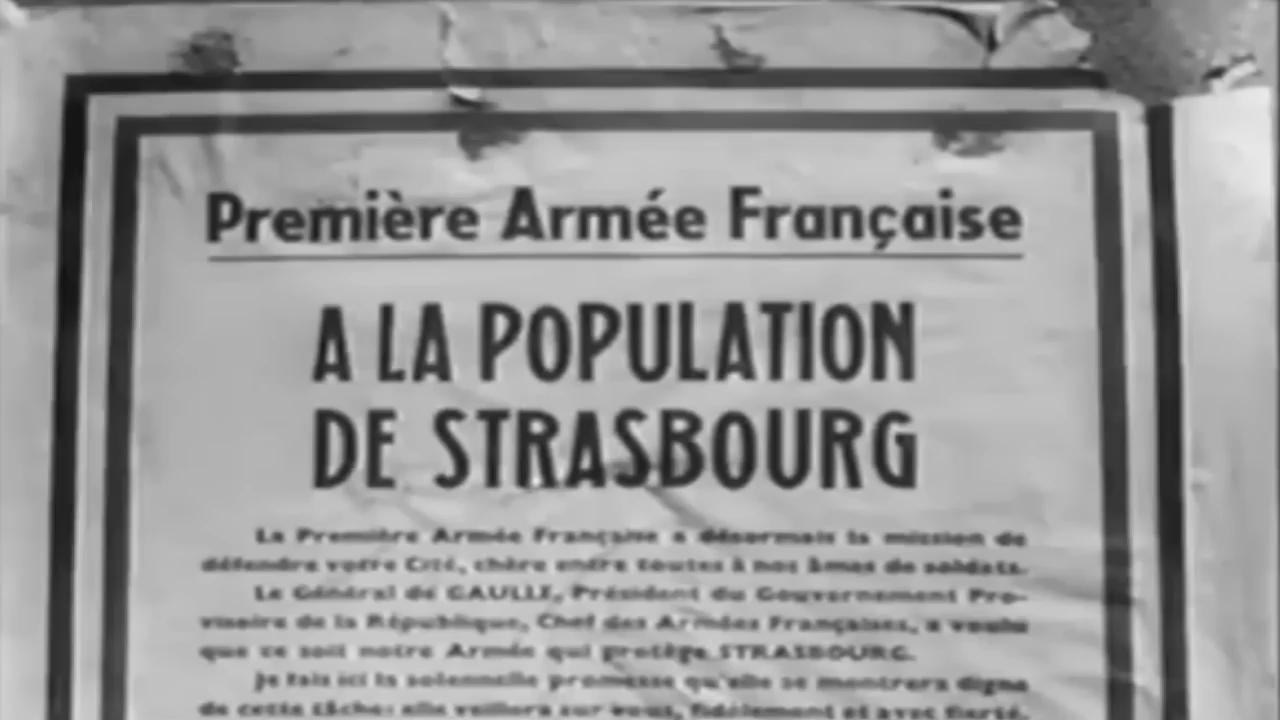 Première Armée Française
A LA POPULATION
DE STRASBOURG
La Première Armée Française a désormais la mission de
défendre votre Cité, chère entre toutes à nos âmes de soldats.
Le Général de GAULLE, Président du Gouvernement Pro-
visoire de la République, Chef des Armées Françaises, a voulu
que ce soit notre Armée qui protège STRASBOURG.
Je fais ici la solennelle promesse qu'elle se montrera digne
de cette tâche: elle veillera sur vous, fidèlement et avec fierté.